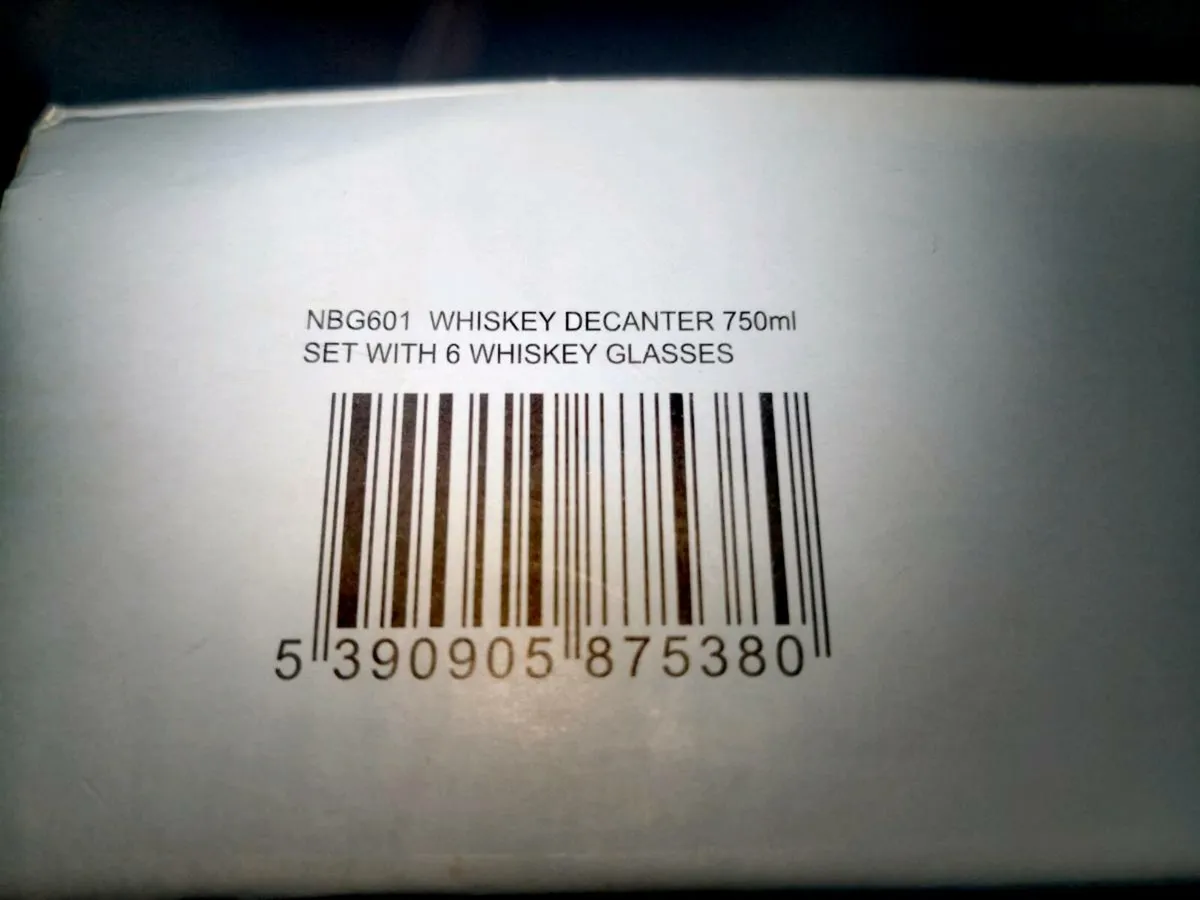 NBG601 WHISKEY DECANTER 750ml
SET WITH 6 WHISKEY GLASSES
5 390905 875380